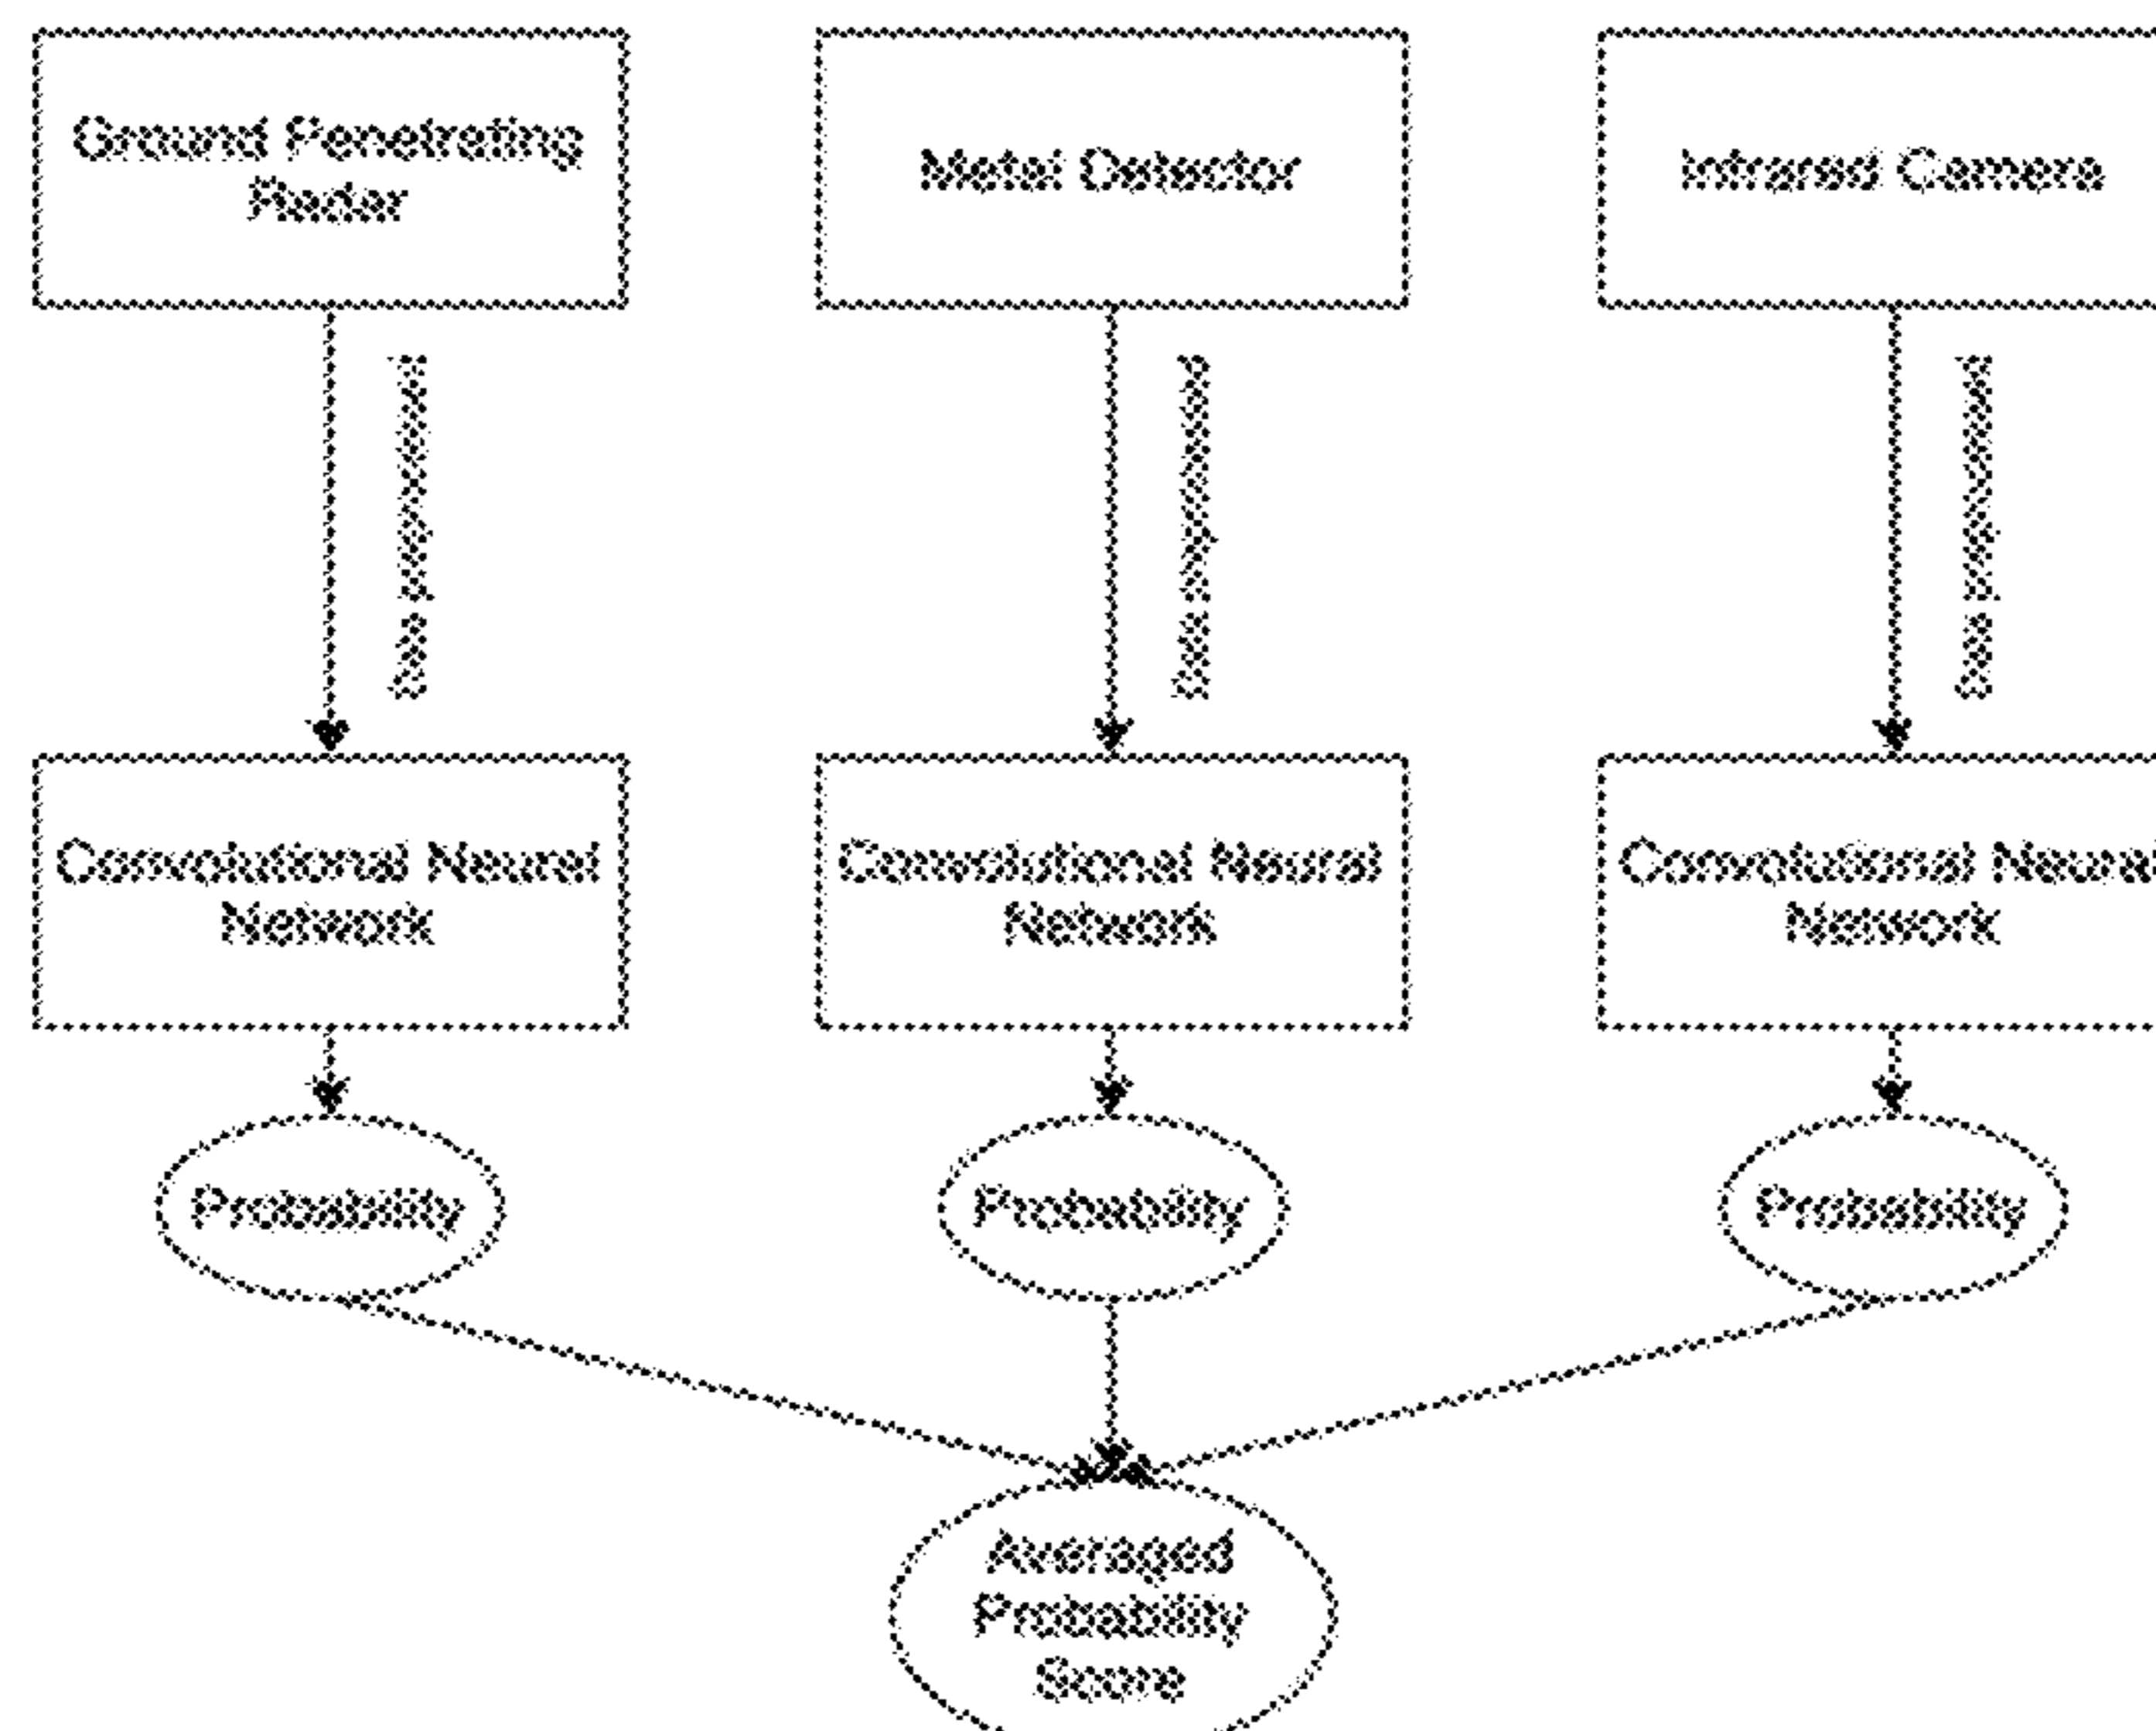 Ground Penetrating
Radar
Metal Detector
Infrared Camera
Convolutional Neural
Network
Convolutional Neural
Network
Convolutional Neural
Network
Probability
Probability
Probability
Averaged
Probability
Score